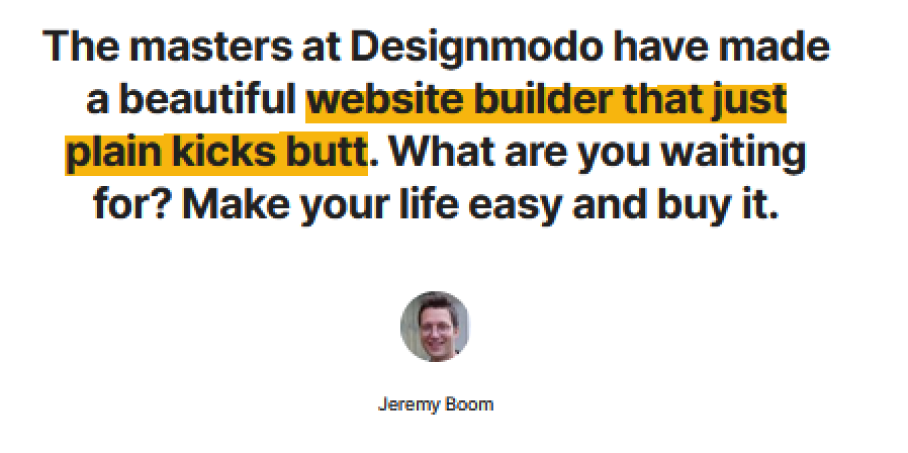 The masters at Designmodo have made
a beautiful website builder that just
plain kicks butt. What are you waiting
for? Make your life easy and buy it.
Jeremy Boom